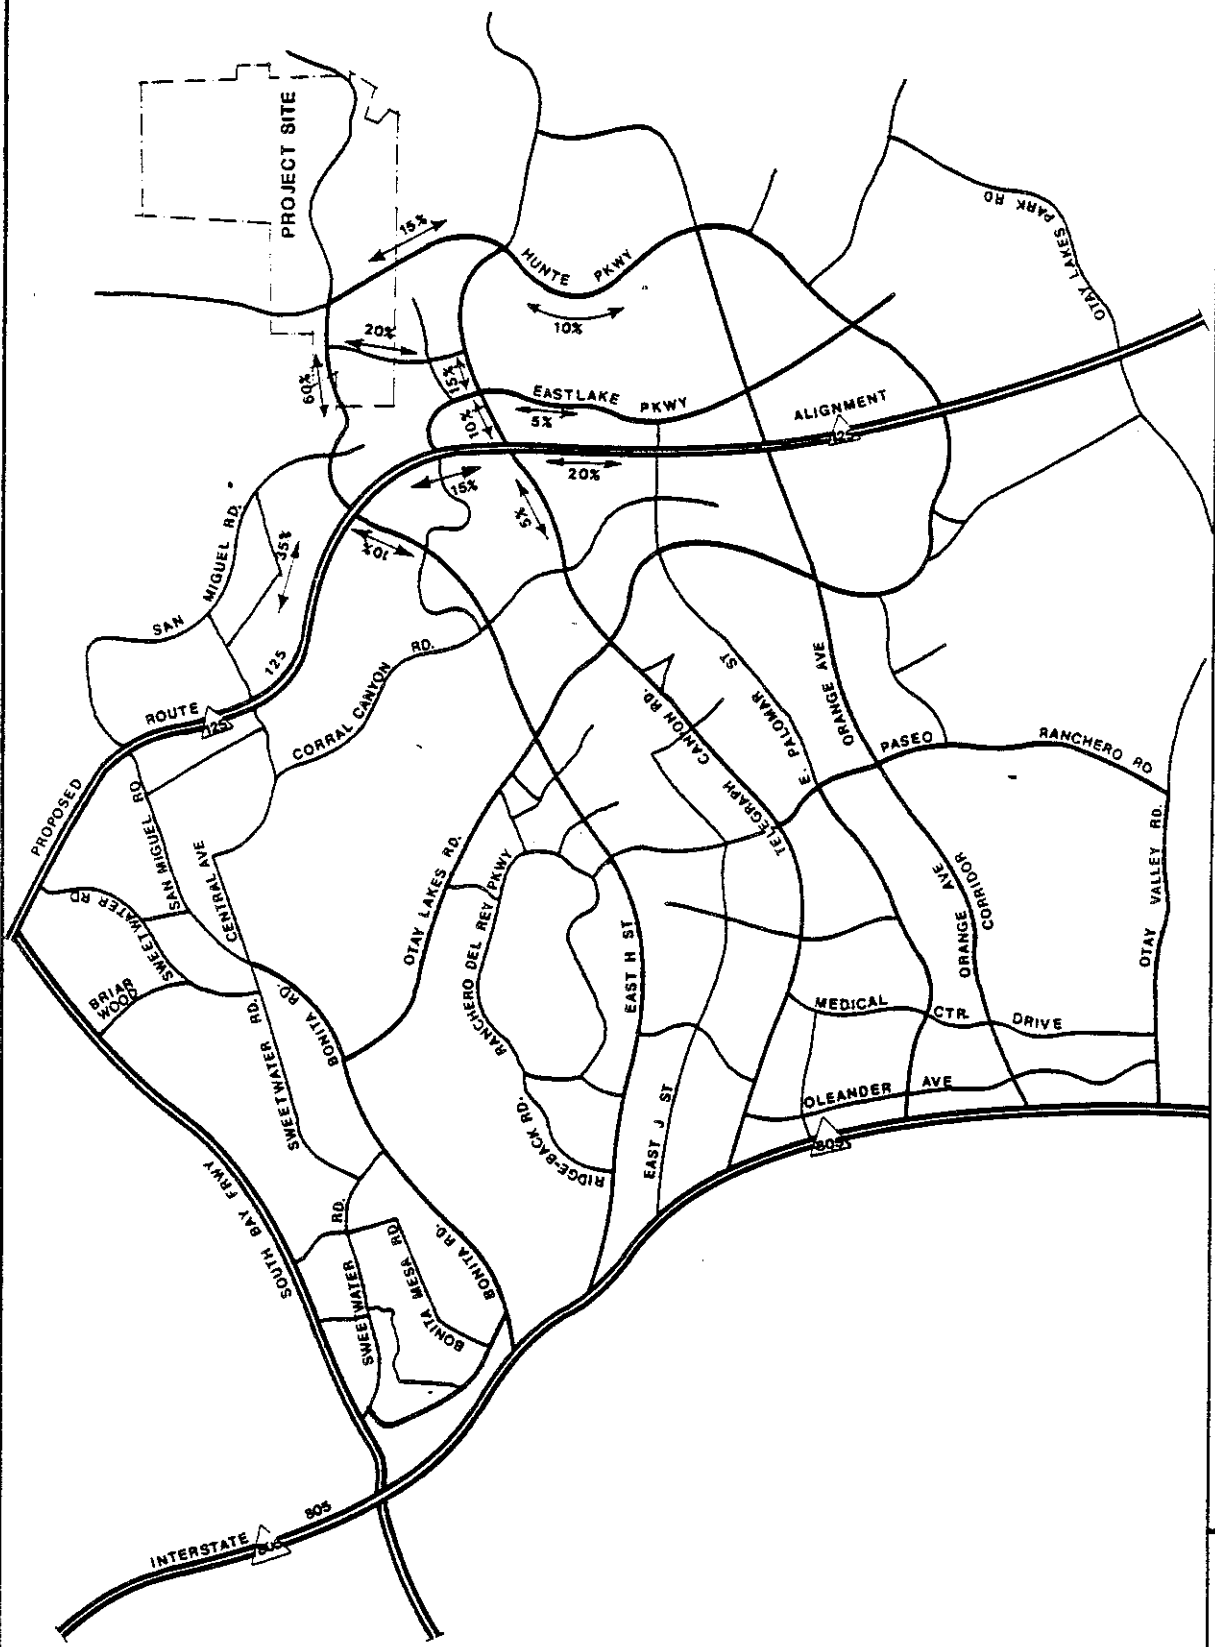 PROJECT SITE
15%
HUNTE PKWY
10%
20%
60%
15%
10%
EASTLAKE PKWY
5%
ALIGNMENT
125
20%
15%
5%
10%
35%
SAN MIGUEL RD.
OTAY LAKES PARK RD
PROPOSED ROUTE 125
125
CORRAL CANYON RD.
SAN MIGUEL RD
CENTRAL AVE
SWEETWATER RD
BRIAR
WOOD
SWEETWATER RD.
BONITA RD.
OTAY LAKES RD.
RANCHERO DEL REY PKWY
EAST H ST
TELEGRAPH CANYON RD.
E. PALOMAR ST
ORANGE AVE
PASEO RANCHERO RD
OTAY VALLEY RD.
ORANGE AVE
CORRIDOR
MEDICAL CTR. DRIVE
OLEANDER AVE
805
EAST J ST
RIDGE-BACK RD.
SOUTH BAY FRWY
SWEETWATER RD.
BONITA MESA RD
BONITA RD.
INTERSTATE 805
805